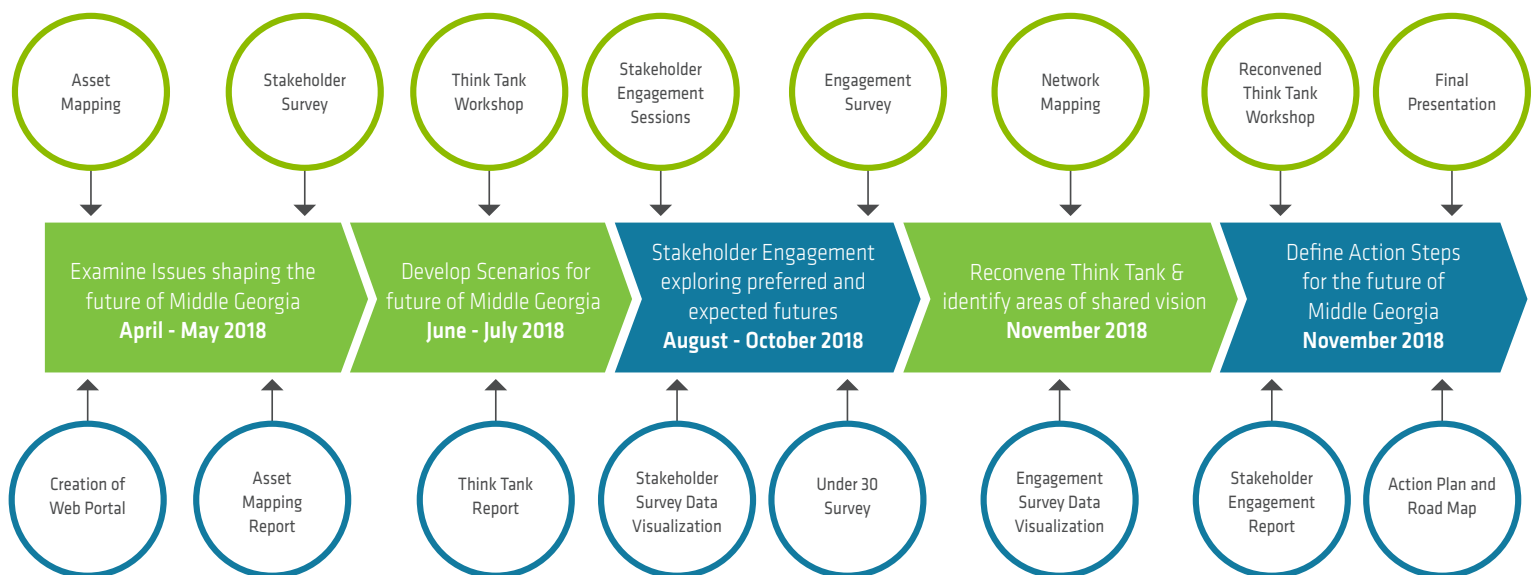 Asset
Mapping
Stakeholder
Survey
Think Tank
Workshop
Stakeholder
Engagement
Sessions
Engagement
Survey
Network
Mapping
Reconvened
Think Tank
Workshop
Final
Presentation
Examine Issues shaping the
future of Middle Georgia
April - May 2018
Develop Scenarios for
future of Middle Georgia
June - July 2018
Stakeholder Engagement
exploring preferred and
expected futures
August - October 2018
Reconvene Think Tank &
identify areas of shared vision
November 2018
Define Action Steps
for the future of
Middle Georgia
November 2018
Creation of
Web Portal
Asset
Mapping
Report
Think Tank
Report
Stakeholder
Survey Data
Visualization
Under 30
Survey
Engagement
Survey Data
Visualization
Stakeholder
Engagement
Report
Action Plan and
Road Map